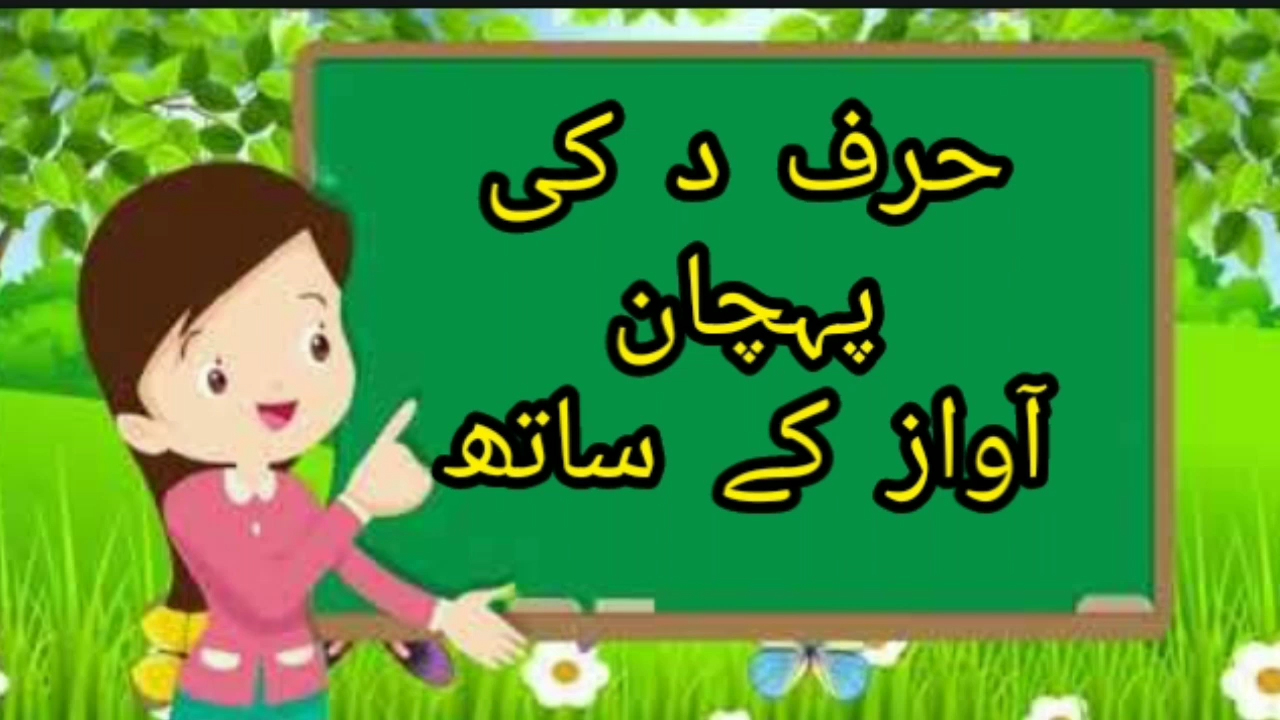 حرف د کی
پہچان
آواز کے ساتھ